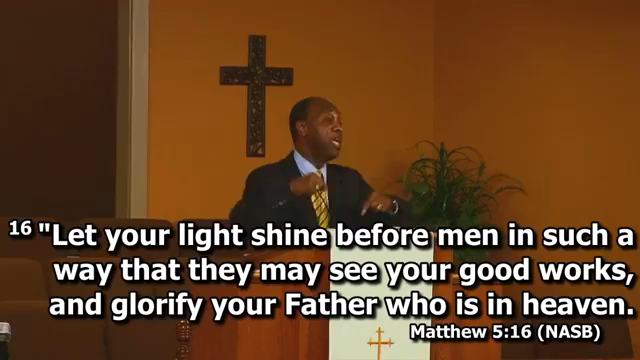 16 "Let your light shine before men in such a
way that they may see your good works,
and glorify your Father who is in heaven.
Matthew 5:16 (NASB)